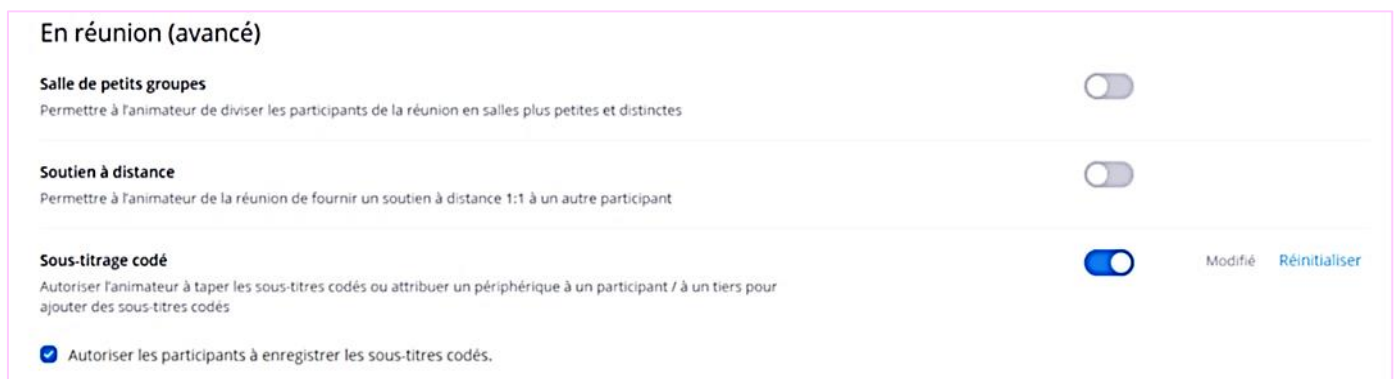 En réunion (avancé)
Salle de petits groupes
Permettre à l'animateur de diviser les participants de la réunion en salles plus petites et distinctes
Soutien à distance
Permettre à l'animateur de la réunion de fournir un soutien à distance 1:1 à un autre participant
Sous-titrage codé
Modifié Réinitialiser
Autoriser l'animateur à taper les sous-titres codés ou attribuer un périphérique à un participant / à un tiers pour
ajouter des sous-titres codés
Autoriser les participants à enregistrer les sous-titres codés.